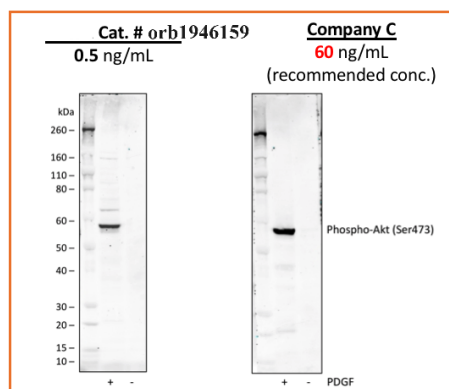 Cat. # orb1946159
0.5 ng/mL
Company C
60 ng/mL
(recommended conc.)
kDa
260
160
110
80
60
50
40
30
20
15
10
Phospho-Akt (Ser473)
+ -
+ - PDGF